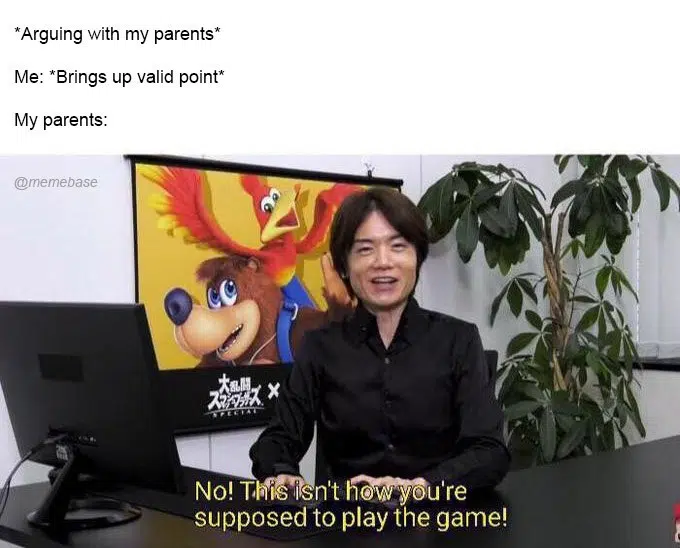 *Arguing with my parents*
Me: *Brings up valid point*
My parents:
@memebase
大乱闘
スマッシュブラザーズ ×
SPECIAL
No! This isn't how you're
supposed to play the game!